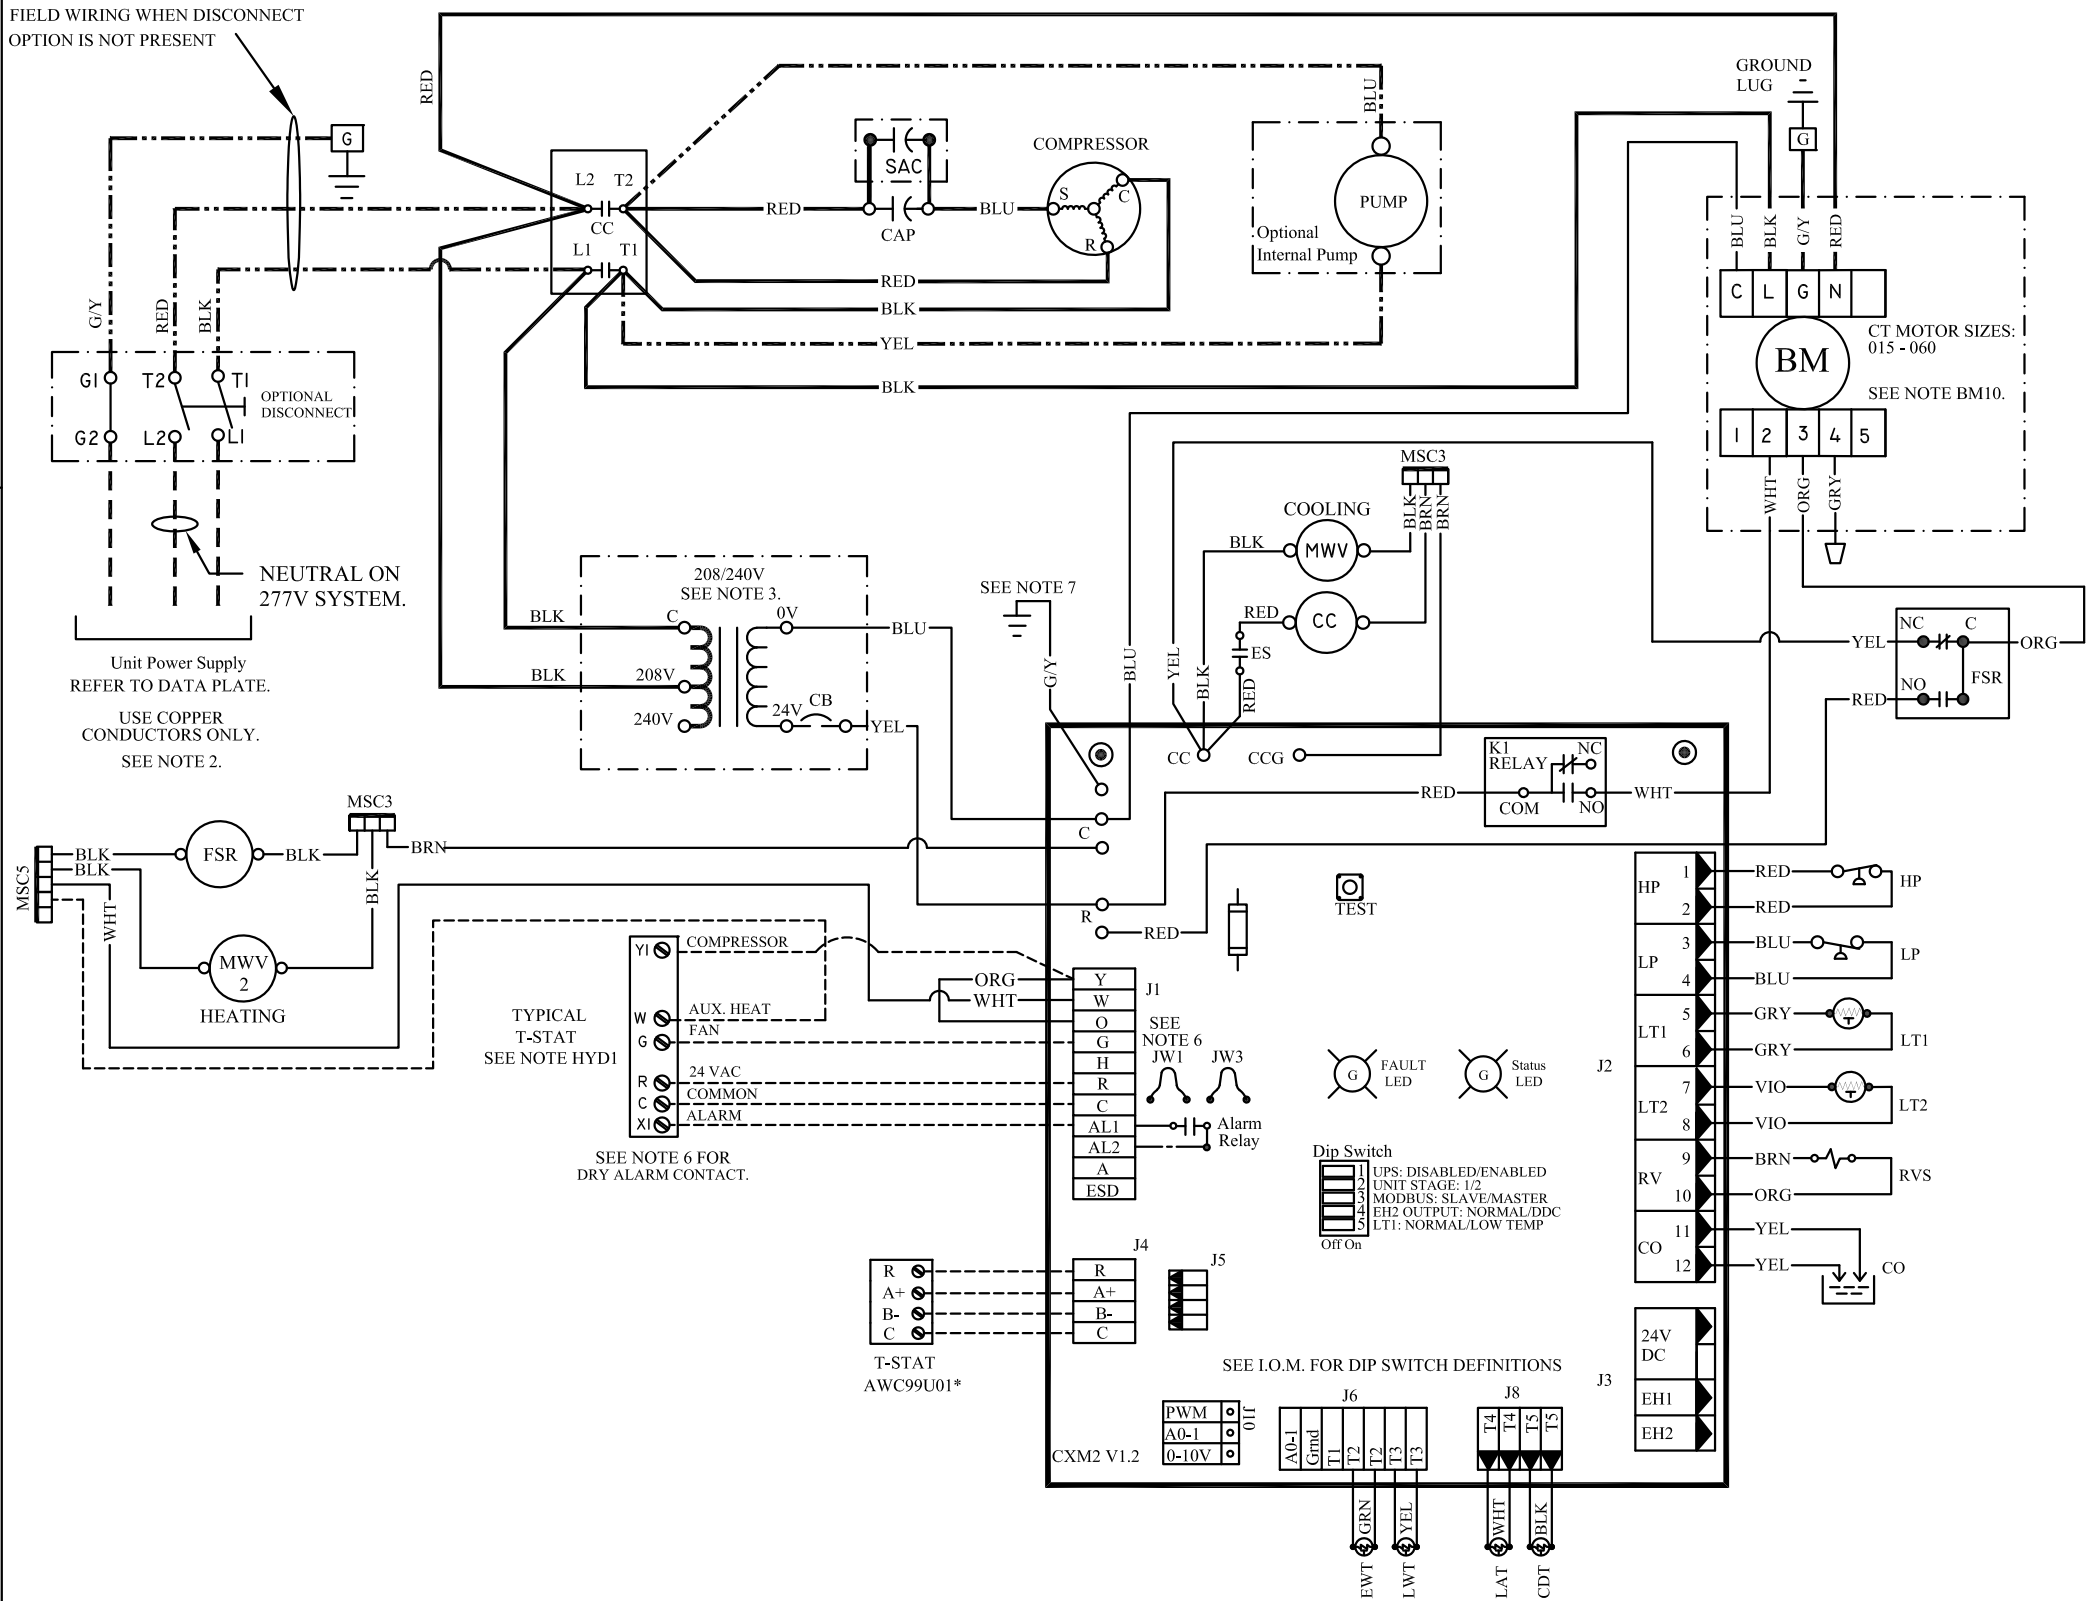 FIELD WIRING WHEN DISCONNECT
OPTION IS NOT PRESENT
G
RED
L2 T2
CC
L1 T1
SAC
RED
CAP
BLU
COMPRESSOR
S
C
R
RED
BLK
YEL
BLK
BLU
PUMP
Optional
Internal Pump
GROUND
LUG
G
BLU
BLK
G/Y
RED
C L G N
BM
CT MOTOR SIZES:
015 - 060
SEE NOTE BM10.
1 2 3 4 5
WHT
ORG
GRY
G/Y
RED
BLK
G1 T2 T1
OPTIONAL
DISCONNECT
G2 L2 L1
NEUTRAL ON
277V SYSTEM.
Unit Power Supply
REFER TO DATA PLATE.
USE COPPER
CONDUCTORS ONLY.
SEE NOTE 2.
208/240V
SEE NOTE 3.
BLK
C
0V
BLU
BLK
208V
240V
24V
CB
YEL
SEE NOTE 7
G/Y
BLU
YEL
BLK
RED
COOLING
BLK
MWV
RED
CC
ES
MSC3
BLK
BRN
BRN
YEL
NC C
ORG
NO
FSR
RED
CC
CCG
K1
RELAY
NC
RED
COM
NO
WHT
MSC5
BLK
BLK
FSR
BLK
MSC3
BRN
BLK
WHT
MWV
2
HEATING
C
R
RED
TEST
TYPICAL
T-STAT
SEE NOTE HYD1
Y1 COMPRESSOR
W AUX. HEAT
G FAN
R 24 VAC
C COMMON
X1 ALARM
SEE NOTE 6 FOR
DRY ALARM CONTACT.
ORG
WHT
Y
W
O
G
H
R
C
AL1
AL2
A
ESD
J1
SEE
NOTE 6
JW1 JW3
Alarm
Relay
G
FAULT
LED
G
Status
LED
Dip Switch
1 UPS: DISABLED/ENABLED
2 UNIT STAGE: 1/2
3 MODBUS: SLAVE/MASTER
4 EH2 OUTPUT: NORMAL/DDC
5 LT1: NORMAL/LOW TEMP
Off On
J2
HP
1 RED
2 RED
HP
LP
3 BLU
4 BLU
LP
LT1
5 GRY
6 GRY
LT1
LT2
7 VIO
8 VIO
LT2
RV
9 BRN
10 ORG
RVS
CO
11 YEL
12 YEL
CO
J3
24V
DC
EH1
EH2
R
A+
B-
C
T-STAT
AWC99U01*
J4
R
A+
B-
C
J5
SEE I.O.M. FOR DIP SWITCH DEFINITIONS
CXM2 V1.2
PWM
A0-1
0-10V
J10
J6
A0-1
Grnd
T1
T2
T2
T3
T3
J8
T4
T4
T5
T5
GRN
YEL
WHT
BLK
EWT
LWT
LAT
CDT